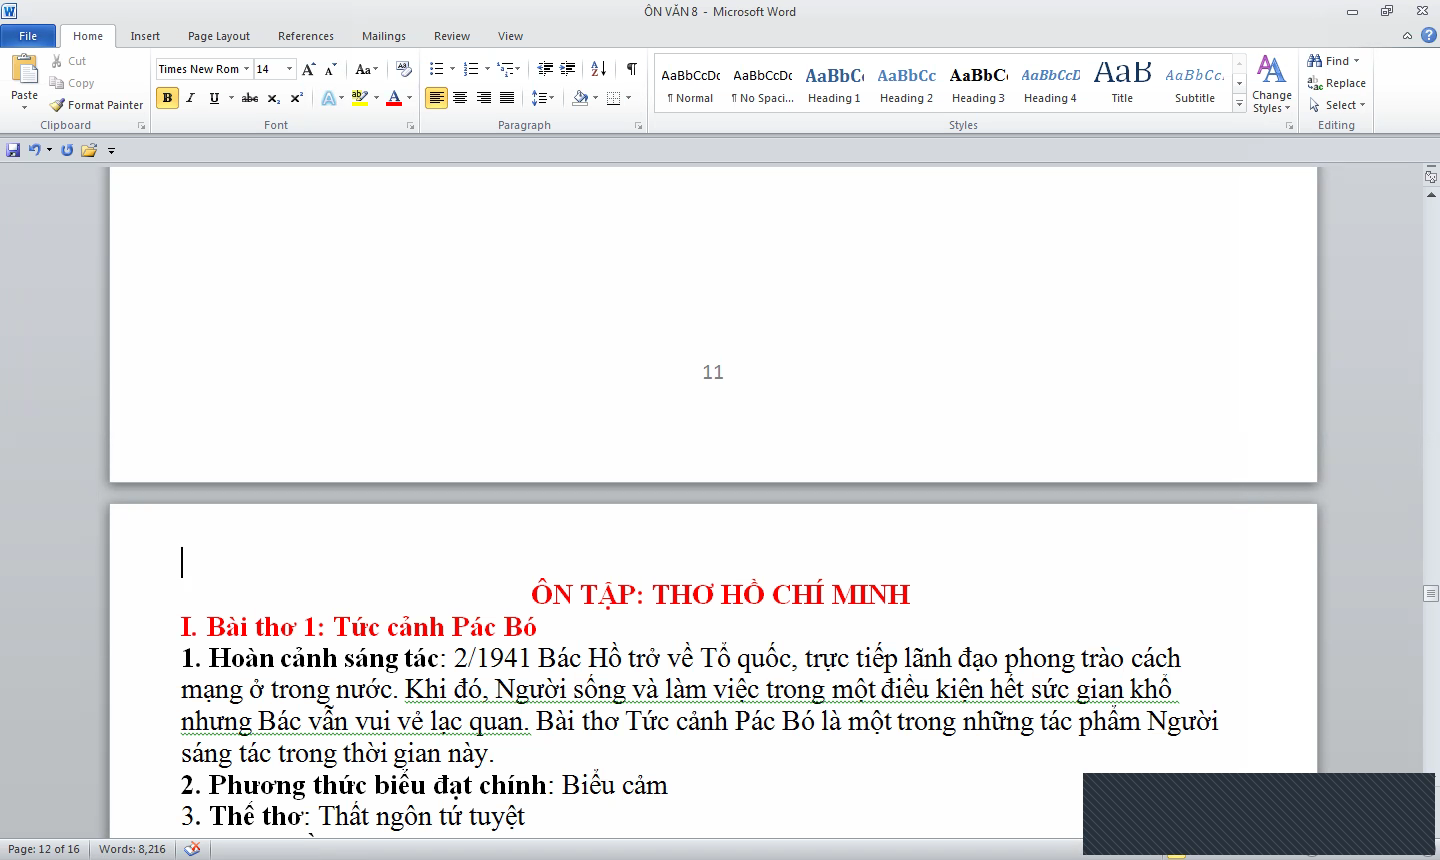 ÔN VĂN 8 - Microsoft Word
File Home Insert Page Layout References Mailings Review View
Paste
Cut
Copy
Format Painter
Clipboard
Times New Rom 14
Font
Paragraph
AaBbCcDc AaBbCcDc AaBbCc AaBbCc AaBbCc AaBbCcD AaB AaBbCc.
¶ Normal ¶ No Spaci... Heading 1 Heading 2 Heading 3 Heading 4 Title Subtitle
Change
Styles
Styles
Find
Replace
Select
Editing
11
ÔN TẬP: THƠ HỒ CHÍ MINH
I. Bài thơ 1: Tức cảnh Pác Bó
1. Hoàn cảnh sáng tác: 2/1941 Bác Hồ trở về Tổ quốc, trực tiếp lãnh đạo phong trào cách
mạng ở trong nước. Khi đó, Người sống và làm việc trong một điều kiện hết sức gian khổ
nhưng Bác vẫn vui vẻ lạc quan. Bài thơ Tức cảnh Pác Bó là một trong những tác phẩm Người
sáng tác trong thời gian này.
2. Phương thức biểu đạt chính: Biểu cảm
3. Thể thơ: Thất ngôn tứ tuyệt
Page: 12 of 16 Words: 8,216